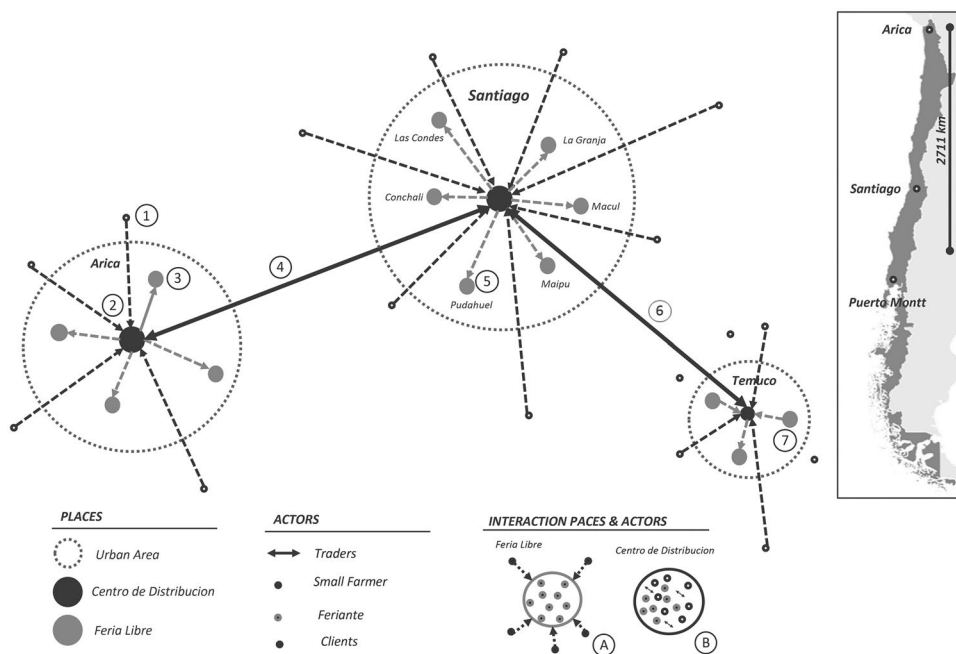 Santiago
Las Condes
La Granja
Conchali
Macul
Maipu
Pudahuel
5
4
6
1
Arica
3
2
Temuco
7
Arica
2711 km
Santiago
Puerto Montt
PLACES
Urban Area
Centro de Distribucion
Feria Libre
ACTORS
Traders
Small Farmer
Feriante
Clients
INTERACTION PACES & ACTORS
Feria Libre
Centro de Distribucion
A
B